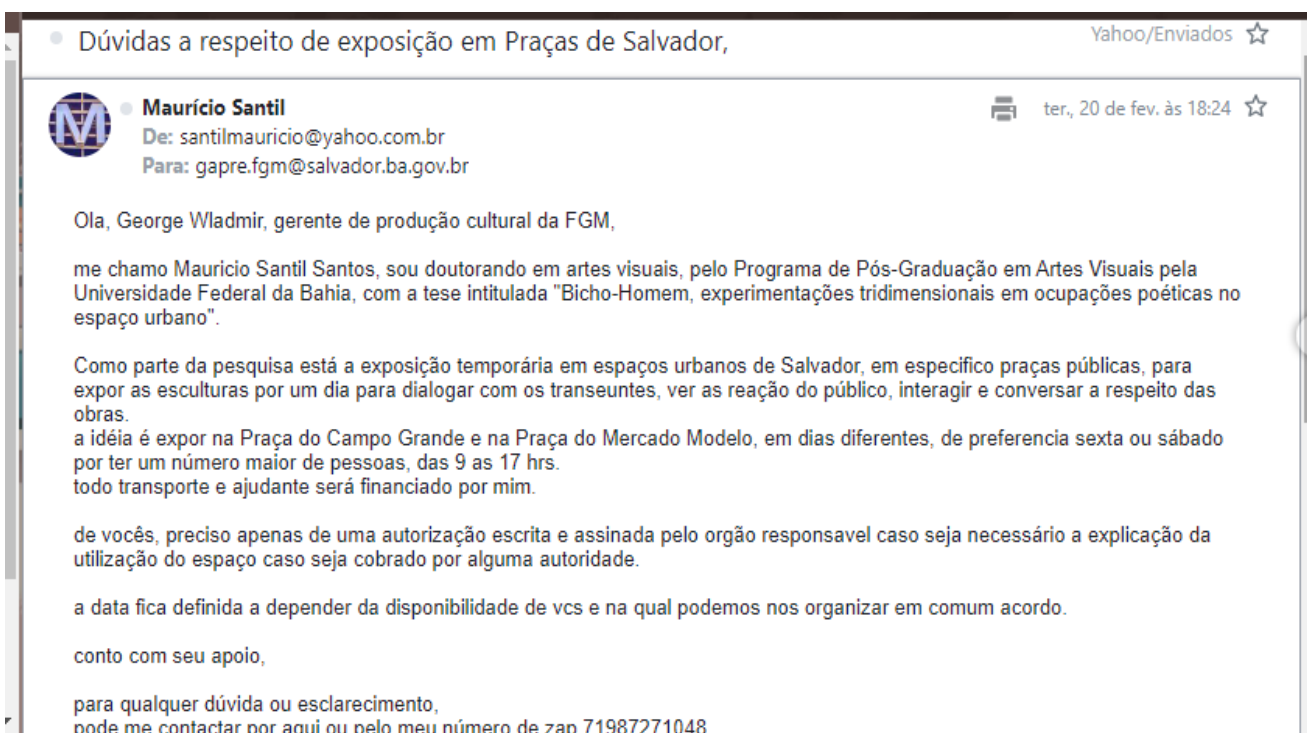 Dúvidas a respeito de exposição em Praças de Salvador,
Yahoo/Enviados
Maurício Santil
ter., 20 de fev. às 18:24
De: santilmauricio@yahoo.com.br
Para: gapre.fgm@salvador.ba.gov.br
Ola, George Wladmir, gerente de produção cultural da FGM,
me chamo Mauricio Santil Santos, sou doutorando em artes visuais, pelo Programa de Pós-Graduação em Artes Visuais pela
Universidade Federal da Bahia, com a tese intitulada "Bicho-Homem, experimentações tridimensionais em ocupações poéticas no
espaço urbano".
Como parte da pesquisa está a exposição temporária em espaços urbanos de Salvador, em especifico praças públicas, para
expor as esculturas por um dia para dialogar com os transeuntes, ver as reação do público, interagir e conversar a respeito das
obras.
a idéia é expor na Praça do Campo Grande e na Praça do Mercado Modelo, em dias diferentes, de preferencia sexta ou sábado
por ter um número maior de pessoas, das 9 as 17 hrs.
todo transporte e ajudante será financiado por mim.
de vocês, preciso apenas de uma autorização escrita e assinada pelo orgão responsavel caso seja necessário a explicação da
utilização do espaço caso seja cobrado por alguma autoridade.
a data fica definida a depender da disponibilidade de vcs e na qual podemos nos organizar em comum acordo.
conto com seu apoio,
para qualquer dúvida ou esclarecimento,
pode me contactar por aqui ou pelo meu número de zap 71987271048